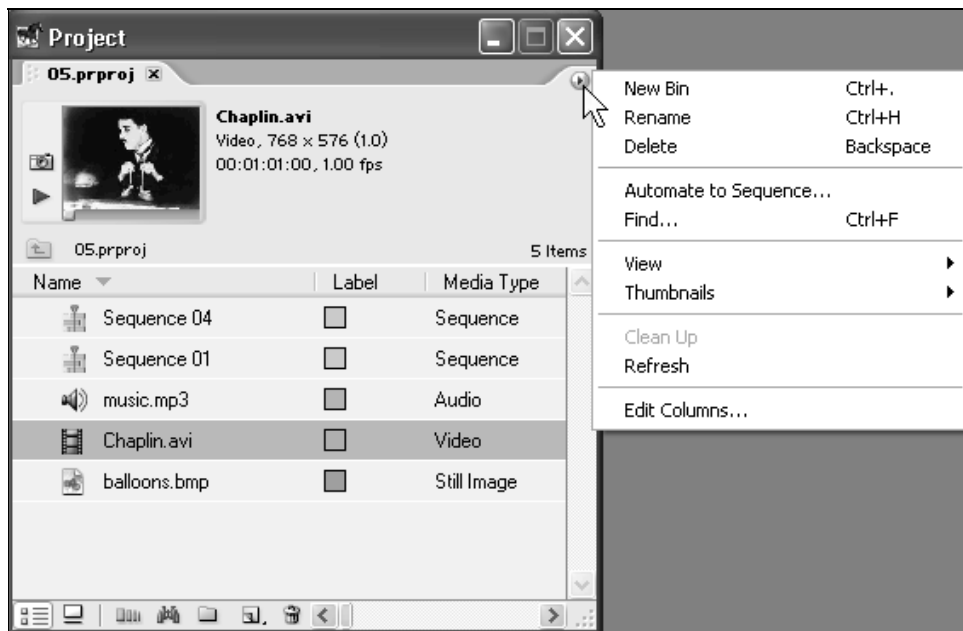 Project
05.prproj
Chaplin.avi
Video, 768 × 576 (1.0)
00:01:01:00, 1.00 fps
05.prproj 5 Items
Name Label Media Type
Sequence 04 Sequence
Sequence 01 Sequence
music.mp3 Audio
Chaplin.avi Video
balloons.bmp Still Image
New Bin Ctrl+.
Rename Ctrl+H
Delete Backspace
Automate to Sequence...
Find... Ctrl+F
View
Thumbnails
Clean Up
Refresh
Edit Columns...